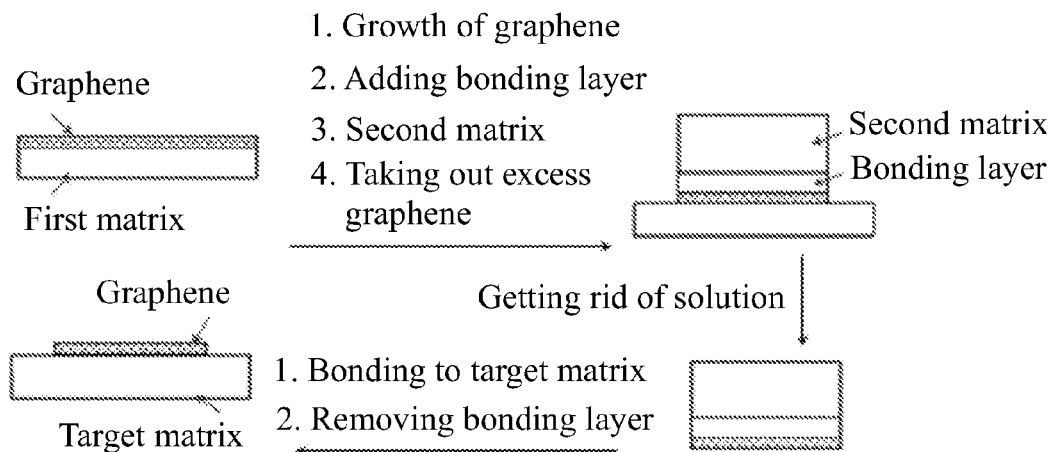 Graphene
First matrix
1. Growth of graphene
2. Adding bonding layer
3. Second matrix
4. Taking out excess
graphene
Second matrix
Bonding layer
Getting rid of solution
1. Bonding to target matrix
2. Removing bonding layer
Graphene
Target matrix